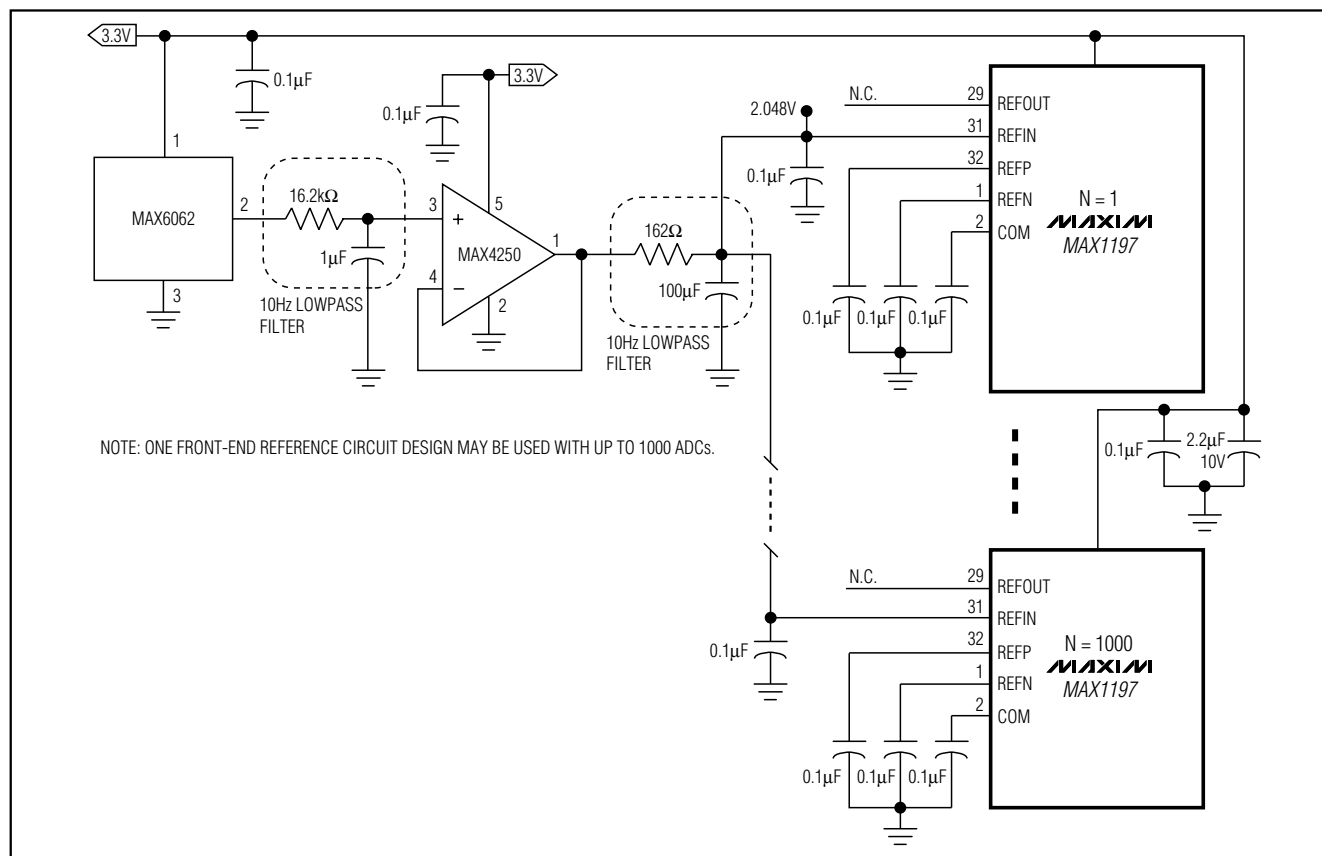 3.3V
0.1µF
3.3V
0.1µF
1
MAX6062
2
3
16.2kΩ
1µF
10Hz LOWPASS
FILTER
3
+
5
MAX4250
1
4
−
2
162Ω
100µF
10Hz LOWPASS
FILTER
2.048V
0.1µF
N.C.
29
REFOUT
31
REFIN
32
REFP
1
REFN
2
COM
N = 1
MAXIM
MAX1197
0.1µF
0.1µF
0.1µF
NOTE: ONE FRONT-END REFERENCE CIRCUIT DESIGN MAY BE USED WITH UP TO 1000 ADCs.
0.1µF
2.2µF
10V
N.C.
29
REFOUT
31
REFIN
32
REFP
1
REFN
2
COM
N = 1000
MAXIM
MAX1197
0.1µF
0.1µF
0.1µF
0.1µF